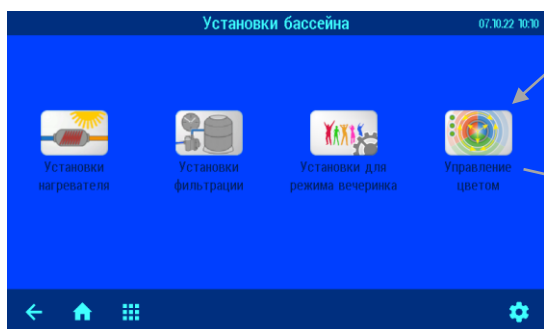 Установки бассейна
07.10.22 10:10
Установки
нагревателя
Установки
фильтрации
Установки для
режима вечеринка
Управление
цветом